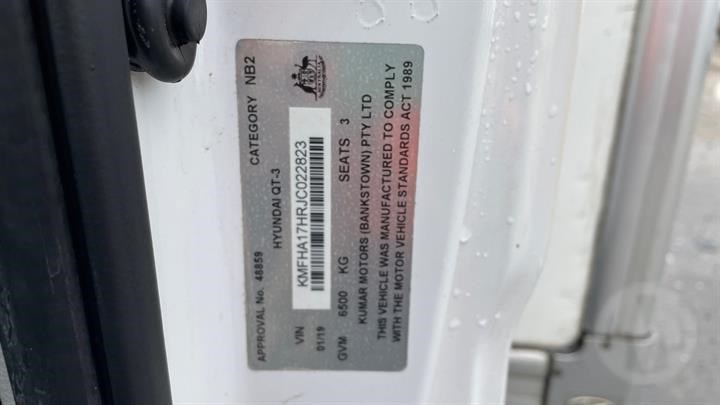 APPROVAL No. 48859 CATEGORY NB2
HYUNDAI QT-3
VIN KMFHA17HRJC022823
01/19
GVM 6500 KG SEATS 3
KUMAR MOTORS (BANKSTOWN) PTY LTD
THIS VEHICLE WAS MANUFACTURED TO COMPLY
WITH THE MOTOR VEHICLE STANDARDS ACT 1989